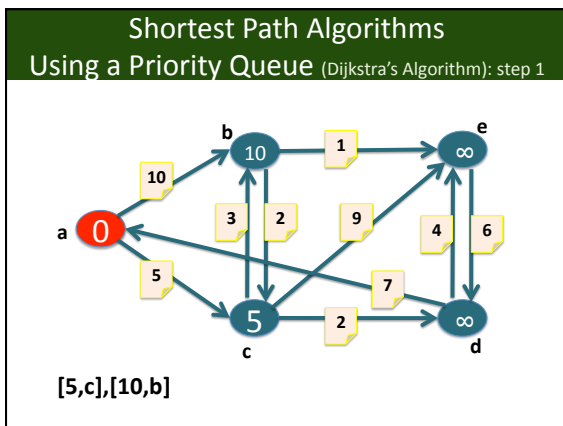 Shortest Path Algorithms
Using a Priority Queue (Dijkstra's Algorithm): step 1
b
e
10
1
∞
10
3
2
9
4
6
a
0
5
7
5
2
∞
c
d
[5,c],[10,b]